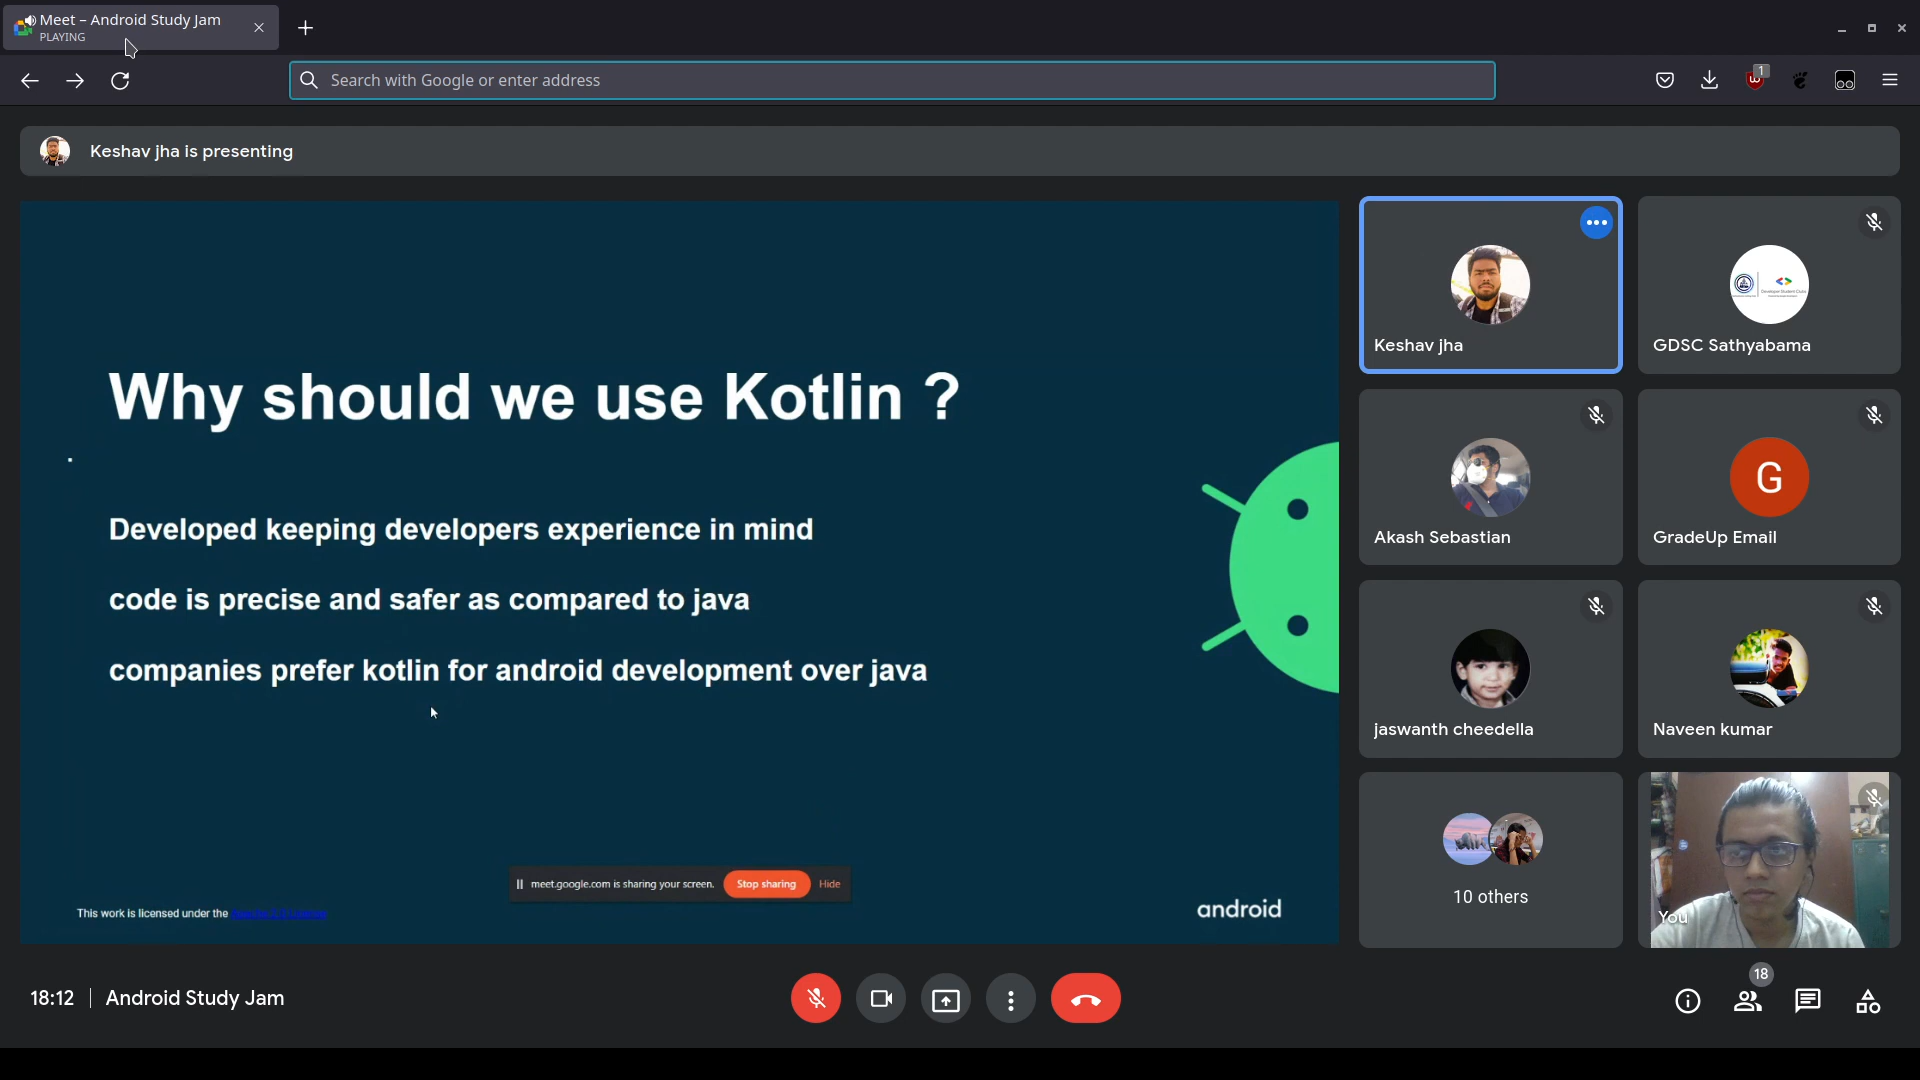 Meet – Android Study Jam
PLAYING
Search with Google or enter address
1
Keshav jha is presenting
Why should we use Kotlin ?
Developed keeping developers experience in mind
code is precise and safer as compared to java
companies prefer kotlin for android development over java
meet.google.com is sharing your screen.
Stop sharing
Hide
This work is licensed under the
android
Keshav jha
GDSC Sathyabama
Akash Sebastian
G
GradeUp Email
jaswanth cheedella
Naveen kumar
10 others
You
18:12
Android Study Jam
18